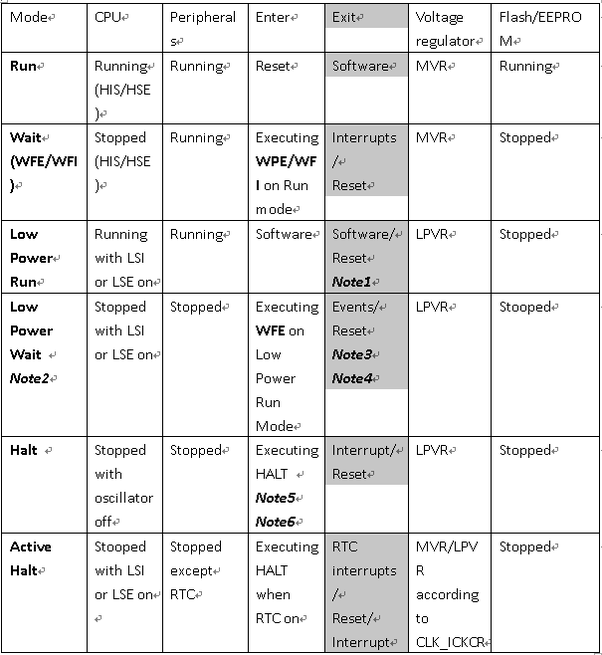 Mode
CPU
Peripheral
s
Enter
Exit
Voltage
regulator
Flash/EEPRO
M
Run
Running
(HIS/HSE
)
Running
Reset
Software
MVR
Running
Wait
(WFE/WFI
)
Stopped
(HIS/HSE
)
Running
Executing
WPE/WF
I on Run
mode
Interrupts
/
Reset
MVR
Stopped
Low
Power
Run
Running
with LSI
or LSE on
Running
Software
Software/
Reset
Note1
LPVR
Stopped
Low
Power
Wait
Note2
Stopped
with LSI
or LSE on
Stopped
Executing
WFE on
Low
Power
Run
Mode
Events/
Reset
Note3
Note4
LPVR
Stooped
Halt
Stopped
with
oscillator
off
Stopped
Executing
HALT
Note5
Note6
Interrupt/
Reset
LPVR
Stopped
Active
Halt
Stooped
with LSI
or LSE on
Stopped
except
RTC
Executing
HALT
when
RTC on
RTC
interrupts
/
Reset/
Interrupt
MVR/LPV
R
according
to
CLK_ICKCR
Stopped